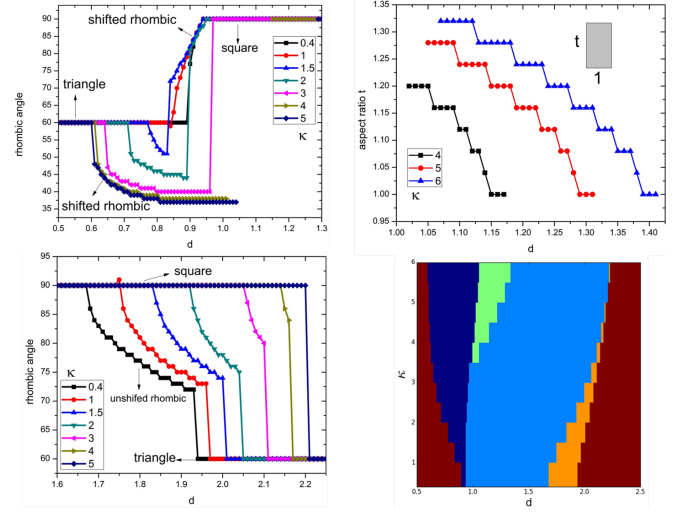 shifted rhombic
square
triangle
shifted rhombic
0.4
1
1.5
2
3
4
5
κ
rhombic angle
90
85
80
75
70
65
60
55
50
45
40
35
0.5 0.6 0.7 0.8 0.9 1.0 1.1 1.2 1.3
d
t
1
aspect ratio t
1.35
1.30
1.25
1.20
1.15
1.10
1.05
1.00
0.95
4
5
6
κ
1.00 1.05 1.10 1.15 1.20 1.25 1.30 1.35 1.40
d
square
unshifed rhombic
triangle
κ
0.4
1
1.5
2
3
4
5
rhombic angle
95
90
85
80
75
70
65
60
1.6 1.7 1.8 1.9 2.0 2.1 2.2
d
κ
6
5
4
3
2
1
0.5 1.0 1.5 2.0 2.5
d